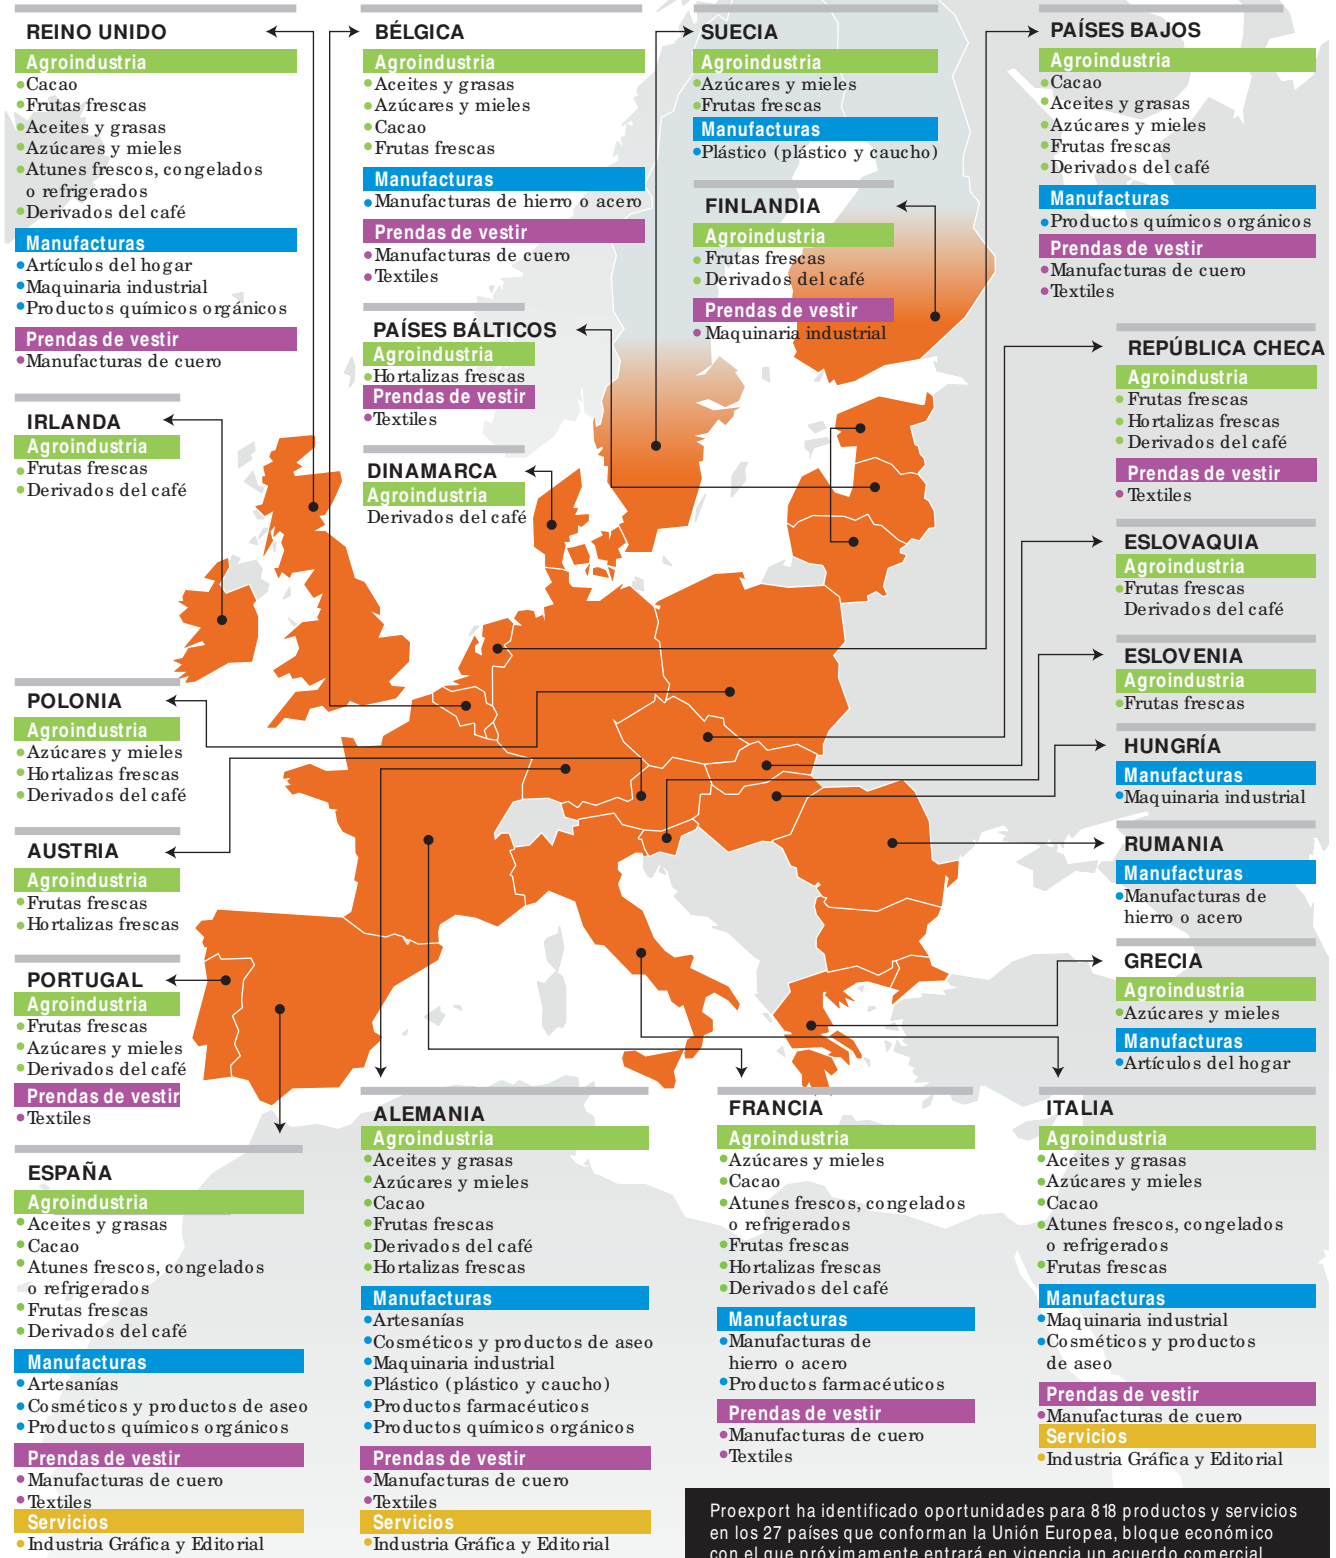 REINO UNIDO
Agroindustria
Cacao
Frutas frescas
Aceites y grasas
Azúcares y mieles
Atunes frescos, congelados
o refrigerados
Derivados del café
Manufacturas
Artículos del hogar
Maquinaria industrial
Productos químicos orgánicos
Prendas de vestir
Manufacturas de cuero
IRLANDA
Agroindustria
Frutas frescas
Derivados del café
POLONIA
Agroindustria
Azúcares y mieles
Hortalizas frescas
Derivados del café
AUSTRIA
Agroindustria
Frutas frescas
Hortalizas frescas
PORTUGAL
Agroindustria
Frutas frescas
Azúcares y mieles
Derivados del café
Prendas de vestir
Textiles
ESPAÑA
Agroindustria
Aceites y grasas
Cacao
Atunes frescos, congelados
o refrigerados
Frutas frescas
Derivados del café
Manufacturas
Artesanías
Cosméticos y productos de aseo
Productos químicos orgánicos
Prendas de vestir
Manufacturas de cuero
Textiles
Servicios
Industria Gráfica y Editorial
BÉLGICA
Agroindustria
Aceites y grasas
Azúcares y mieles
Cacao
Frutas frescas
Manufacturas
Manufacturas de hierro o acero
Prendas de vestir
Manufacturas de cuero
Textiles
PAÍSES BÁLTICOS
Agroindustria
Hortalizas frescas
Prendas de vestir
Textiles
DINAMARCA
Agroindustria
Derivados del café
ALEMANIA
Agroindustria
Aceites y grasas
Azúcares y mieles
Cacao
Frutas frescas
Derivados del café
Hortalizas frescas
Manufacturas
Artesanías
Cosméticos y productos de aseo
Maquinaria industrial
Plástico (plástico y caucho)
Productos farmacéuticos
Productos químicos orgánicos
Prendas de vestir
Manufacturas de cuero
Textiles
Servicios
Industria Gráfica y Editorial
SUECIA
Agroindustria
Azúcares y mieles
Frutas frescas
Manufacturas
Plástico (plástico y caucho)
FINLANDIA
Agroindustria
Frutas frescas
Derivados del café
Prendas de vestir
Maquinaria industrial
FRANCIA
Agroindustria
Azúcares y mieles
Cacao
Atunes frescos, congelados
o refrigerados
Frutas frescas
Hortalizas frescas
Derivados del café
Manufacturas
Manufacturas de
hierro o acero
Productos farmacéuticos
Prendas de vestir
Manufacturas de cuero
Textiles
PAÍSES BAJOS
Agroindustria
Cacao
Aceites y grasas
Azúcares y mieles
Frutas frescas
Derivados del café
Manufacturas
Productos químicos orgánicos
Prendas de vestir
Manufacturas de cuero
Textiles
REPÚBLICA CHECA
Agroindustria
Frutas frescas
Hortalizas frescas
Derivados del café
Prendas de vestir
Textiles
ESLOVAQUIA
Agroindustria
Frutas frescas
Derivados del café
ESLOVENIA
Agroindustria
Frutas frescas
HUNGRÍA
Manufacturas
Maquinaria industrial
RUMANIA
Manufacturas
Manufacturas de
hierro o acero
GRECIA
Agroindustria
Azúcares y mieles
Manufacturas
Artículos del hogar
ITALIA
Agroindustria
Aceites y grasas
Azúcares y mieles
Cacao
Atunes frescos, congelados
o refrigerados
Frutas frescas
Manufacturas
Maquinaria industrial
Cosméticos y productos
de aseo
Prendas de vestir
Manufacturas de cuero
Servicios
Industria Gráfica y Editorial
Proexport ha identificado oportunidades para 818 productos y servicios
en los 27 países que conforman la Unión Europea, bloque económico
con el que próximamente entrará en vigencia un acuerdo comercial